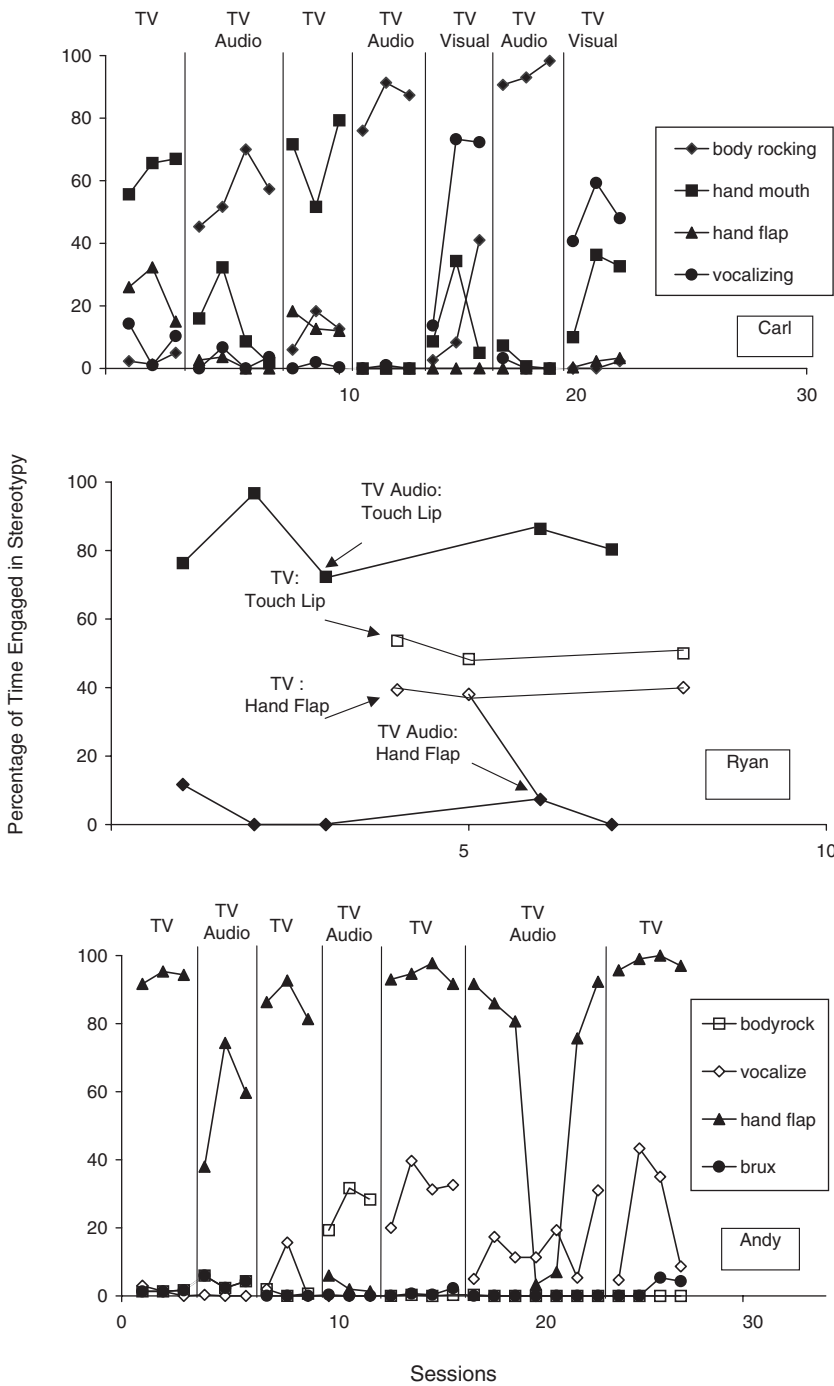 TV TV TV TV TV TV TV
Audio Audio Visual Audio Visual
100
80
60
40
20
0
10 20 30
body rocking
hand mouth
hand flap
vocalizing
Carl
Percentage of Time Engaged in Stereotypy
100
80
60
40
20
0
5 10
TV Audio:
Touch Lip
TV:
Touch Lip
TV :
Hand Flap
TV Audio:
Hand Flap
Ryan
TV TV TV TV TV TV TV
Audio Audio Audio
100
80
60
40
20
0
0 10 20 30
bodyrock
vocalize
hand flap
brux
Andy
Sessions